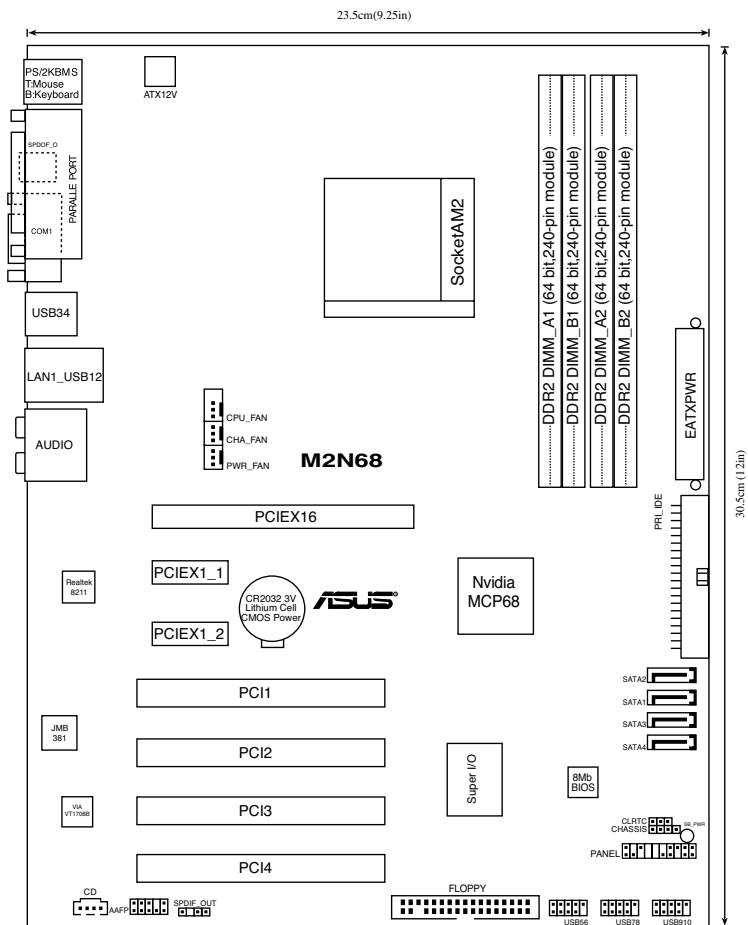 23.5cm(9.25in)
PS/2KBMS
T:Mouse
B:Keyboard
ATX12V
SPDOF_O
PARALLE PORT
COM1
SocketAM2
DDR2 DIMM_A1 (64 bit,240-pin module)
DDR2 DIMM_B1 (64 bit,240-pin module)
DDR2 DIMM_A2 (64 bit,240-pin module)
DDR2 DIMM_B2 (64 bit,240-pin module)
USB34
LAN1_USB12
AUDIO
EATXPWR
30.5cm (12in)
CPU_FAN
CHA_FAN
PWR_FAN
M2N68
PRI_IDE
PCIEX16
PCIEX1_1
Realtek
8211
CR2032 3V
Lithium Cell
CMOS Power
ASUS
Nvidia
MCP68
PCIEX1_2
SATA2
SATA1
SATA3
SATA4
PCI1
JMB
381
PCI2
Super I/O
8Mb
BIOS
VIA
VT1708B
PCI3
CLRTC
CHASSIS
SB_PWR
PANEL
PCI4
CD
AAFP
SPDIF_OUT
FLOPPY
USB56
USB78
USB910